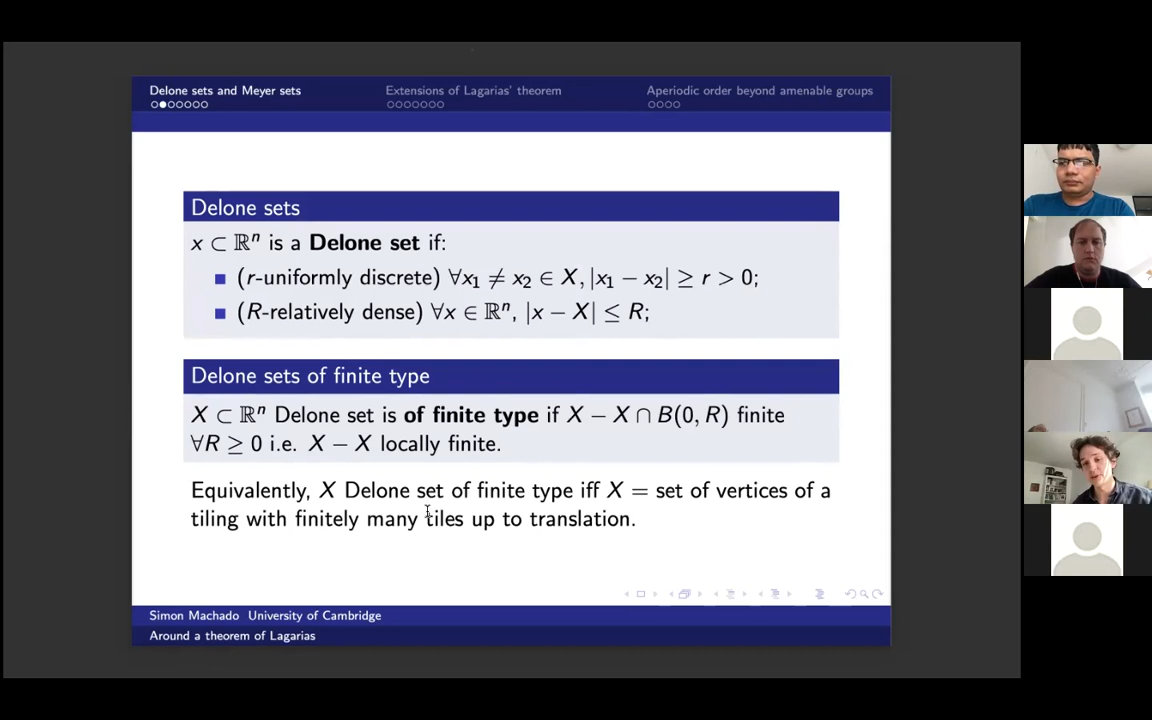 Delone sets and Meyer sets
Extensions of Lagarias' theorem
Aperiodic order beyond amenable groups
Delone sets
x ⊂ ℝⁿ is a Delone set if:
(r-uniformly discrete) ∀x₁ ≠ x₂ ∈ X, |x₁ − x₂| ≥ r > 0;
(R-relatively dense) ∀x ∈ ℝⁿ, |x − X| ≤ R;
Delone sets of finite type
X ⊂ ℝⁿ Delone set is of finite type if X − X ∩ B(0, R) finite
∀R ≥ 0 i.e. X − X locally finite.
Equivalently, X Delone set of finite type iff X = set of vertices of a
tiling with finitely many tiles up to translation.
Simon Machado University of Cambridge
Around a theorem of Lagarias